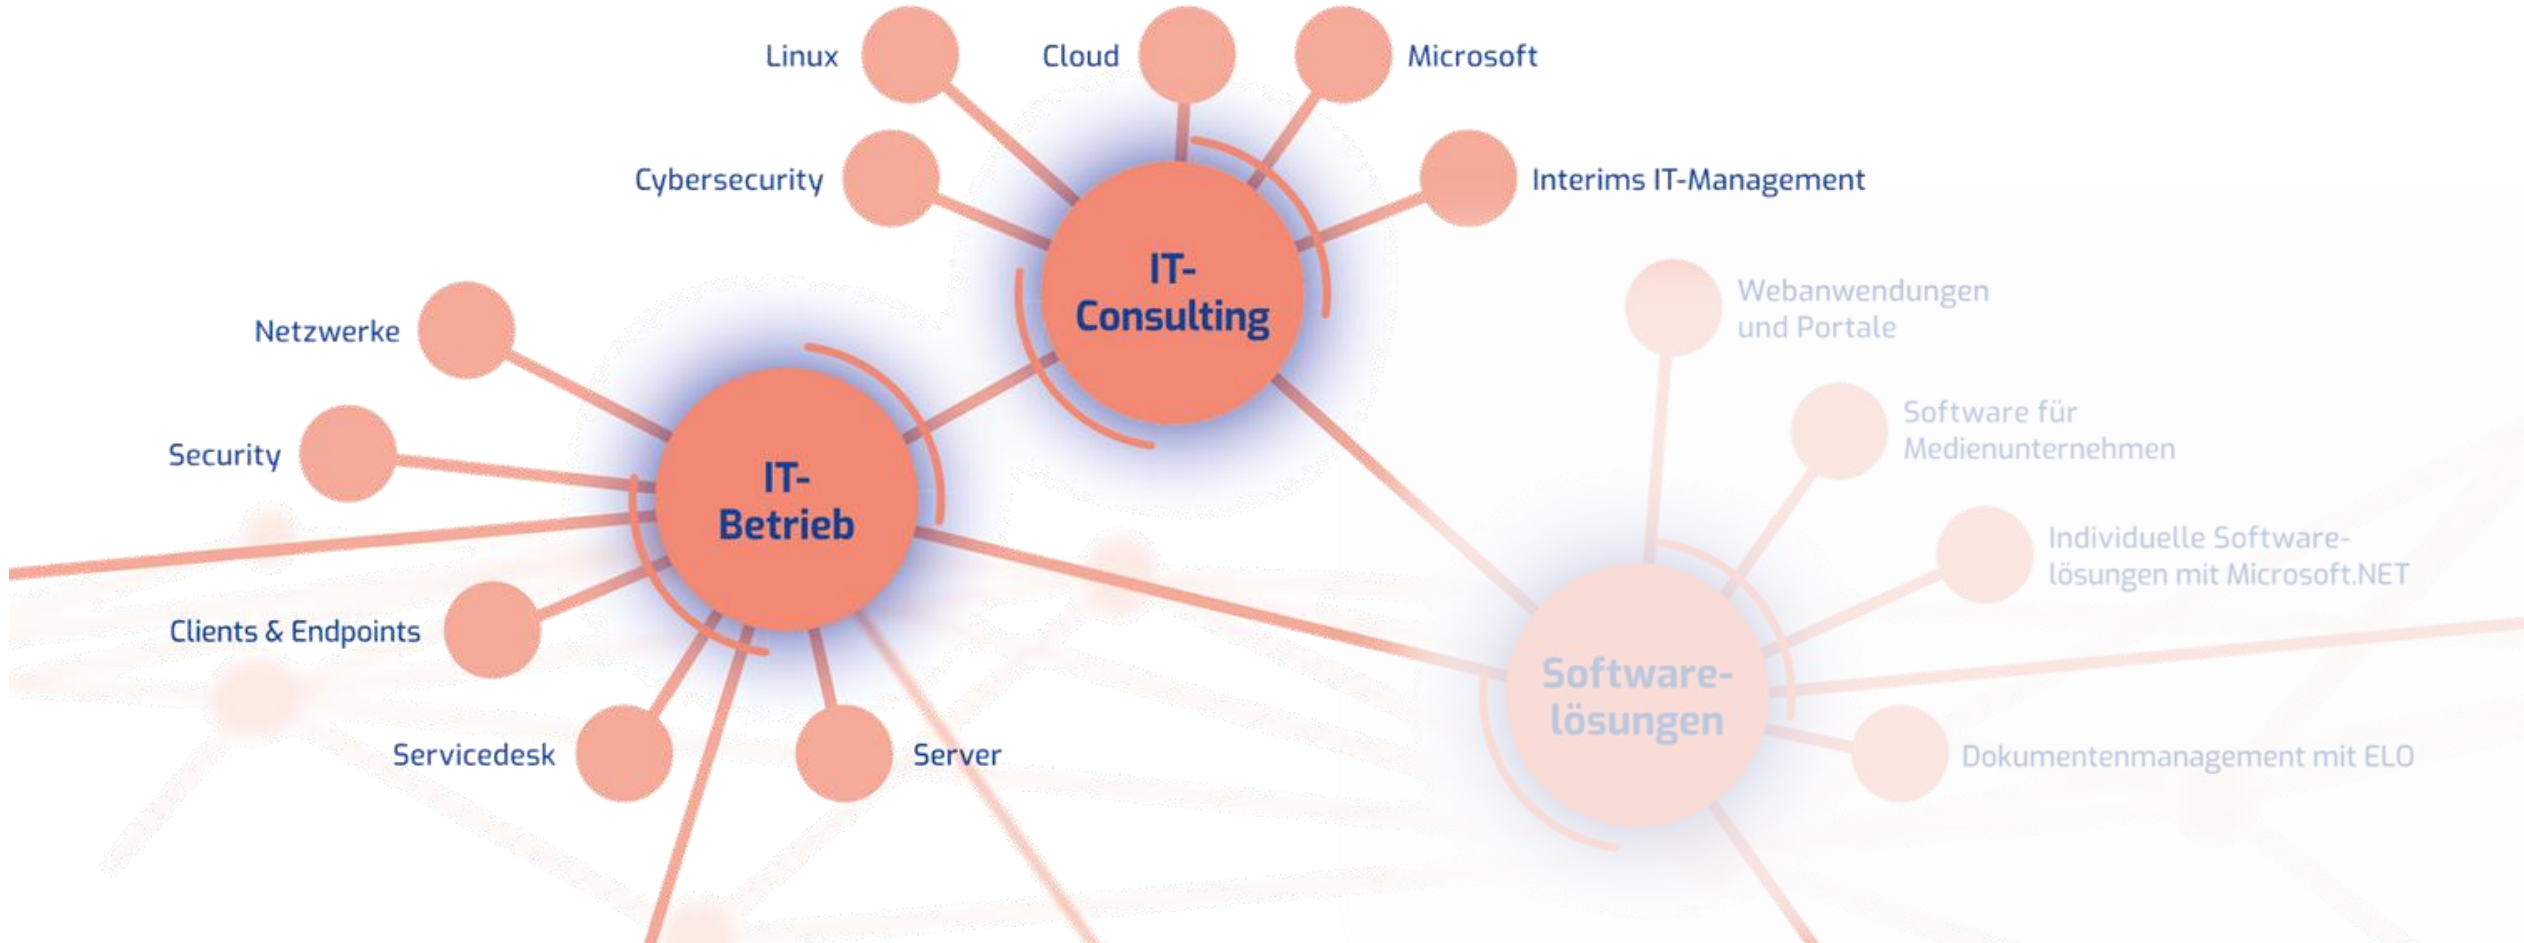 Linux
Cloud
Microsoft
Cybersecurity
Interims IT-Management
IT-
Consulting
Netzwerke
Security
IT-
Betrieb
Clients & Endpoints
Servicedesk
Server
Webanwendungen
und Portale
Software für
Medienunternehmen
Individuelle Software-
lösungen mit Microsoft.NET
Software-
lösungen
Dokumentenmanagement mit ELO